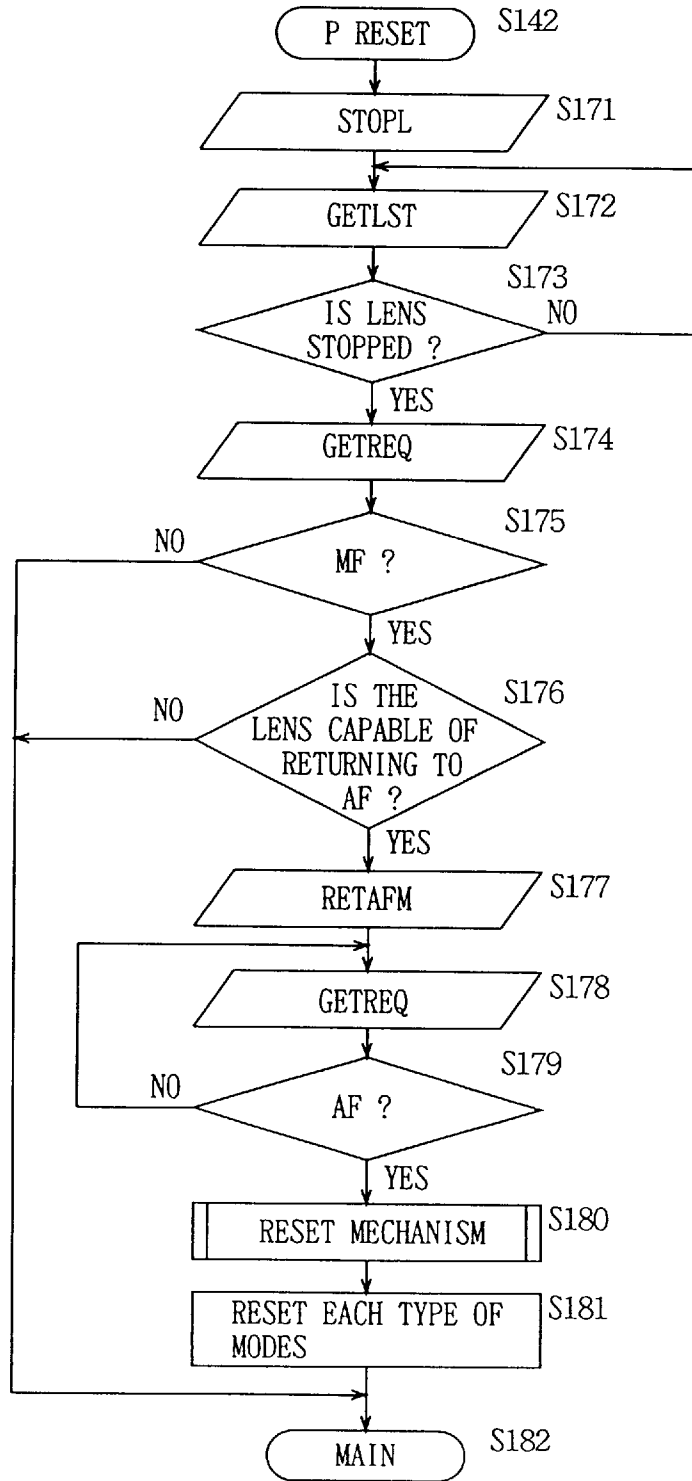 P RESET
S142
STOPL
S171
GETLST
S172
S173
IS LENS
STOPPED ?
NO
YES
GETREQ
S174
S175
NO
MF ?
YES
S176
NO
IS THE
LENS CAPABLE OF
RETURNING TO
AF ?
YES
RETAFM
S177
GETREQ
S178
S179
NO
AF ?
YES
RESET MECHANISM
S180
RESET EACH TYPE OF
MODES
S181
MAIN
S182